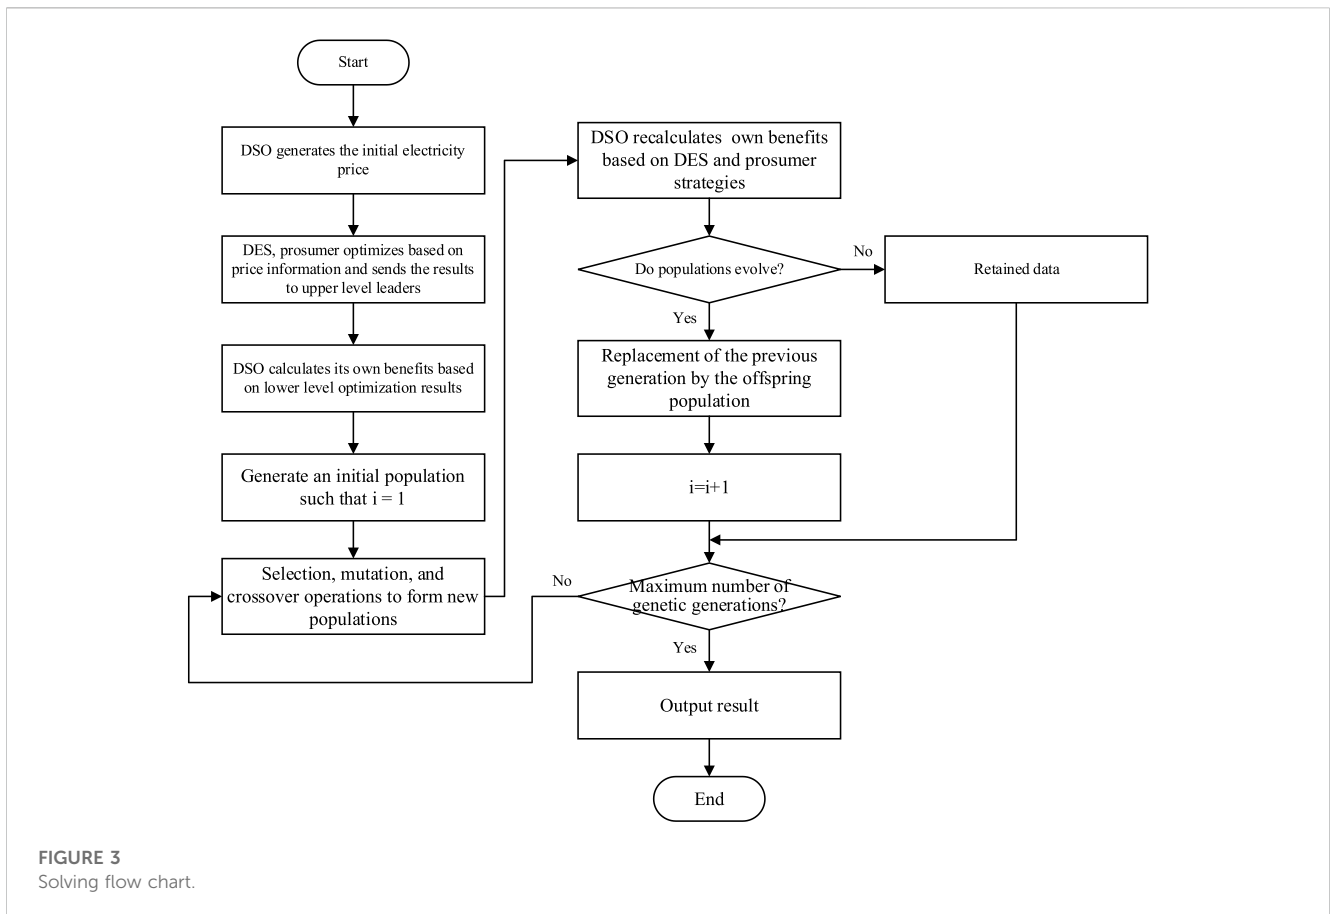 Start
DSO generates the initial electricity
price
DES, prosumer optimizes based on
price information and sends the results
to upper level leaders
DSO calculates its own benefits based
on lower level optimization results
Generate an initial population
such that i = 1
Selection, mutation, and
crossover operations to form new
populations
DSO recalculates own benefits
based on DES and prosumer
strategies
Do populations evolve?
No
Retained data
Yes
Replacement of the previous
generation by the offspring
population
i=i+1
Maximum number of
genetic generations?
No
Yes
Output result
End
FIGURE 3
Solving flow chart.